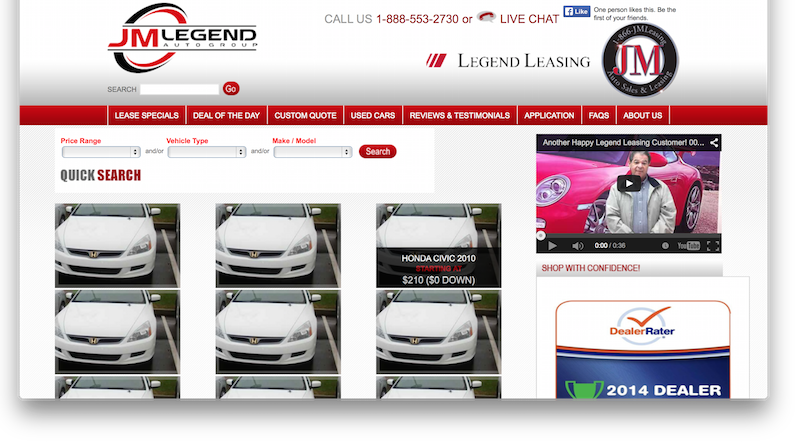 JMLEGEND
AUTO GROUP
CALL US 1-888-553-2730 or LIVE CHAT
Like
One person likes this. Be the
first of your friends.
LEGEND LEASING
1-866-JMLeasing
JM
Auto Sales & Leasing
SEARCH
Go
LEASE SPECIALS
DEAL OF THE DAY
CUSTOM QUOTE
USED CARS
REVIEWS & TESTIMONIALS
APPLICATION
FAQS
ABOUT US
Price Range
and/or
Vehicle Type
and/or
Make / Model
Search
QUICK SEARCH
Another Happy Legend Leasing Customer! 00...
0:00 / 0:36
YouTube
HONDA CIVIC 2010
STARTING AT
$210 ($0 DOWN)
SHOP WITH CONFIDENCE!
DealerRater
2014 DEALER